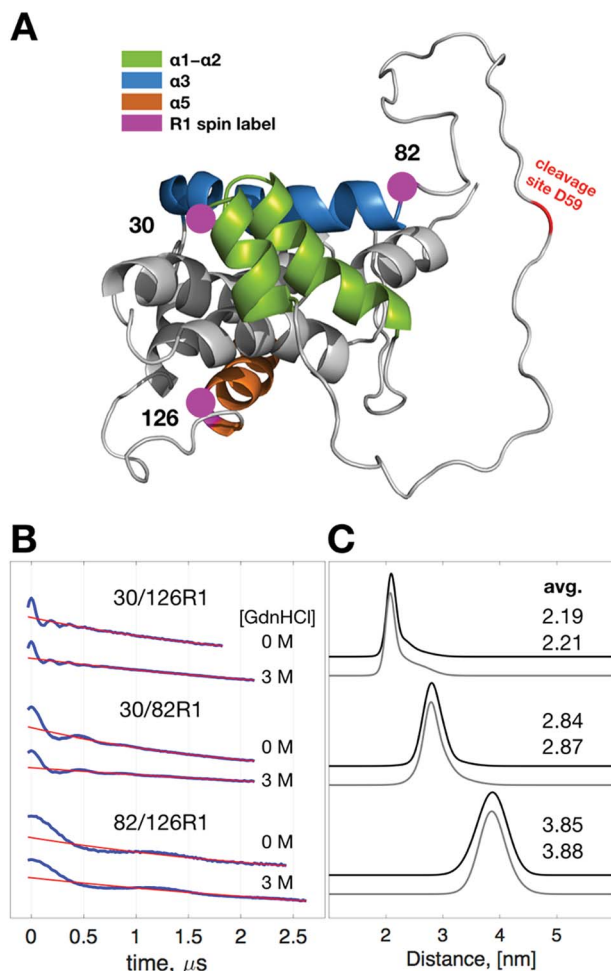 A
α1–α2
α3
α5
R1 spin label
82
cleavage
site D59
30
126
B
C
30/126R1
[GdnHCl]
0 M
3 M
30/82R1
0 M
3 M
82/126R1
0 M
3 M
0 0.5 1.0 1.5 2.0 2.5
time, μs
avg.
2.19
2.21
2.84
2.87
3.85
3.88
2 3 4 5
Distance, [nm]